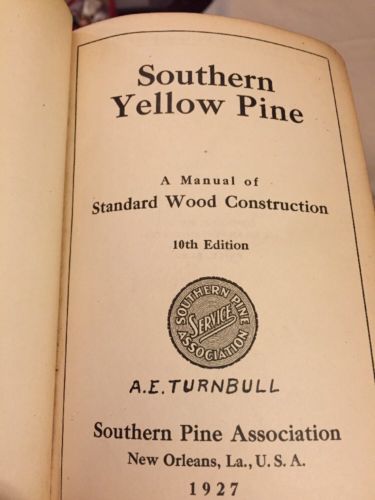 Southern
Yellow Pine
A Manual of
Standard Wood Construction
10th Edition
SOUTHERN PINE
SERVICE
ASSOCIATION
A.E. TURNBULL
Southern Pine Association
New Orleans, La., U. S. A.
1927